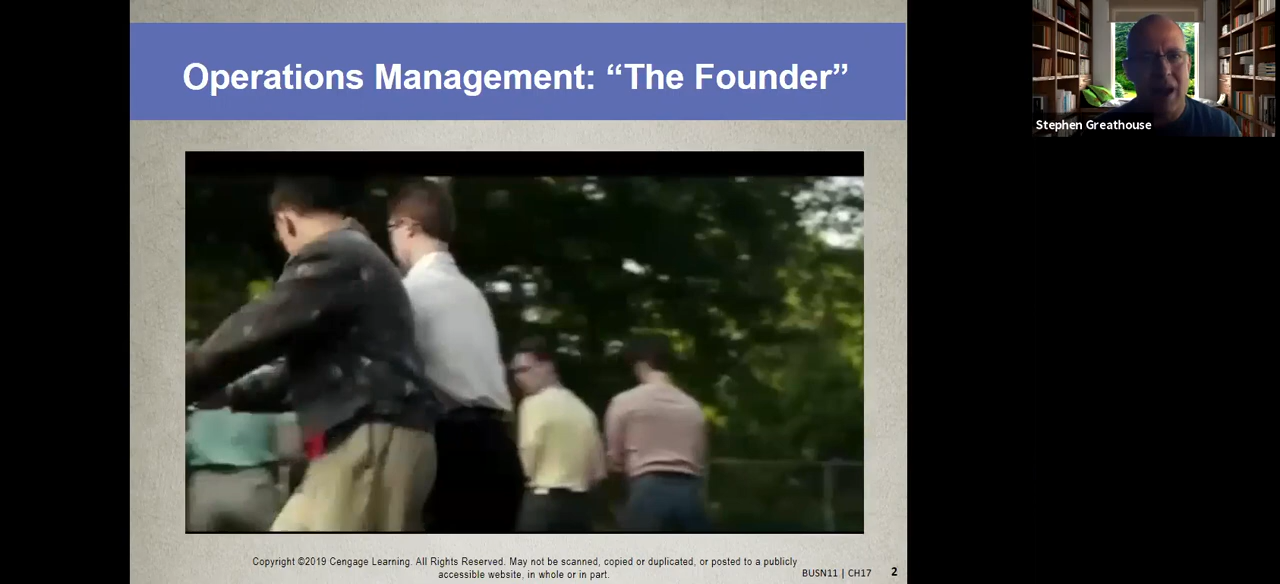 Operations Management: “The Founder”
Stephen Greathouse
Copyright ©2019 Cengage Learning. All Rights Reserved. May not be scanned, copied or duplicated, or posted to a publicly
accessible website, in whole or in part.
BUSN11 | CH17
2